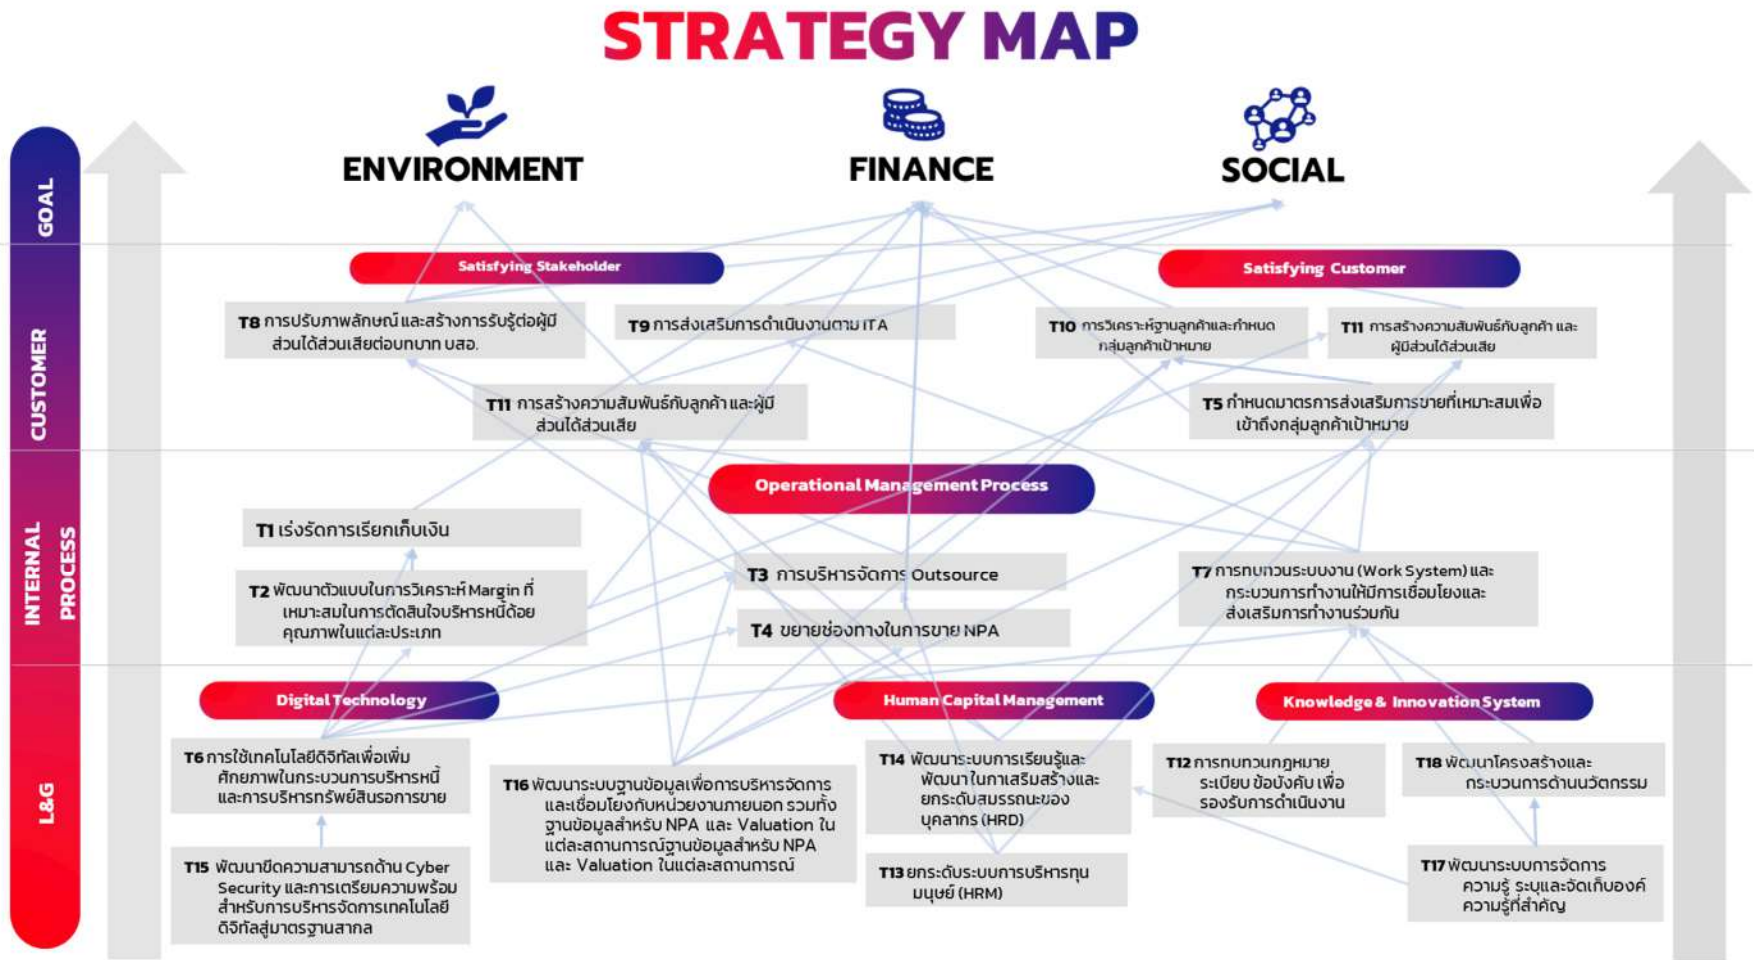 STRATEGY MAP
ENVIRONMENT
FINANCE
SOCIAL
GOAL
Satisfying Stakeholder
Satisfying Customer
CUSTOMER
T8 การปรับภาพลักษณ์ และสร้างการรับรู้ต่อผู้มี
ส่วนได้ส่วนเสียต่อบทบาท บสอ.
T9 การส่งเสริมการดำเนินงานตาม ITA
T10 การวิเคราะห์ฐานลูกค้าและกำหนด
กลุ่มลูกค้าเป้าหมาย
T11 การสร้างความสัมพันธ์กับลูกค้า และ
ผู้มีส่วนได้ส่วนเสีย
T11 การสร้างความสัมพันธ์กับลูกค้า และผู้มี
ส่วนได้ส่วนเสีย
T5 กำหนดมาตรการส่งเสริมการขายที่เหมาะสมเพื่อ
เข้าถึงกลุ่มลูกค้าเป้าหมาย
INTERNAL
PROCESS
Operational Management Process
T1 เร่งรัดการเรียกเก็บเงิน
T2 พัฒนาตัวแบบในการวิเคราะห์ Margin ที่
เหมาะสมในการตัดสินใจบริหารหนี้ด้อย
คุณภาพในแต่ละประเภท
T3 การบริหารจัดการ Outsource
T4 ขยายช่องทางในการขาย NPA
T7 การทบทวนระบบงาน (Work System) และ
กระบวนการทำงานให้มีการเชื่อมโยงและ
ส่งเสริมการทำงานร่วมกัน
L&G
Digital Technology
Human Capital Management
Knowledge & Innovation System
T6 การใช้เทคโนโลยีดิจิทัลเพื่อเพิ่ม
ศักยภาพในกระบวนการบริหารหนี้
และการบริหารทรัพย์สินรอการขาย
T16 พัฒนาระบบฐานข้อมูลเพื่อการบริหารจัดการ
และเชื่อมโยงกับหน่วยงานภายนอก รวมทั้ง
ฐานข้อมูลสำหรับ NPA และ Valuation ใน
แต่ละสถานการณ์ฐานข้อมูลสำหรับ NPA
และ Valuation ในแต่ละสถานการณ์
T14 พัฒนาระบบการเรียนรู้และ
พัฒนาในกาเสริมสร้างและ
ยกระดับสมรรถนะของ
บุคลากร (HRD)
T12 การทบทวนกฎหมาย
ระเบียบ ข้อบังคับ เพื่อ
รองรับการดำเนินงาน
T18 พัฒนาโครงสร้างและ
กระบวนการด้านนวัตกรรม
T15 พัฒนาขีดความสามารถด้าน Cyber
Security และการเตรียมความพร้อม
สำหรับการบริหารจัดการเทคโนโลยี
ดิจิทัลสู่มาตรฐานสากล
T13 ยกระดับระบบการบริหารทุน
มนุษย์ (HRM)
T17 พัฒนาระบบการจัดการ
ความรู้ ระบุและจัดเก็บองค์
ความรู้ที่สำคัญ